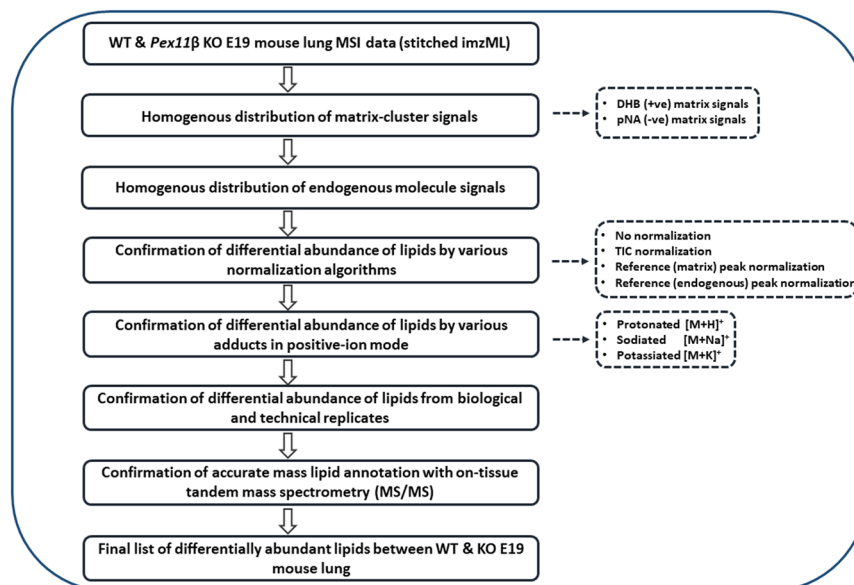 WT & Pex11β KO E19 mouse lung MSI data (stitched imzML)
Homogenous distribution of matrix-cluster signals
• DHB (+ve) matrix signals
• pNA (-ve) matrix signals
Homogenous distribution of endogenous molecule signals
Confirmation of differential abundance of lipids by various
normalization algorithms
• No normalization
• TIC normalization
• Reference (matrix) peak normalization
• Reference (endogenous) peak normalization
Confirmation of differential abundance of lipids by various
adducts in positive-ion mode
• Protonated [M+H]⁺
• Sodiated [M+Na]⁺
• Potassiated [M+K]⁺
Confirmation of differential abundance of lipids from biological
and technical replicates
Confirmation of accurate mass lipid annotation with on-tissue
tandem mass spectrometry (MS/MS)
Final list of differentially abundant lipids between WT & KO E19
mouse lung